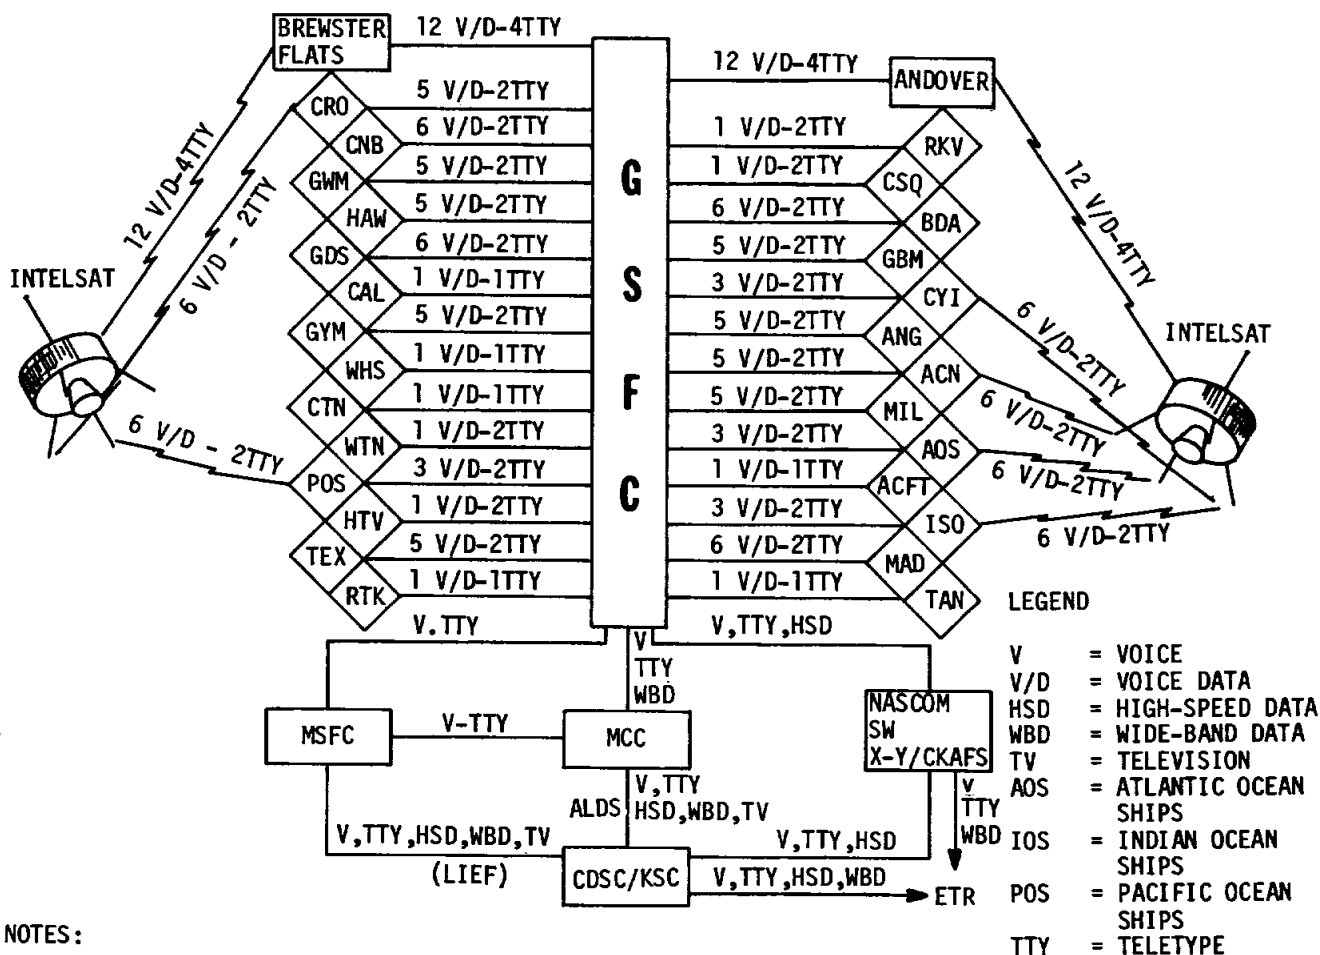 BREWSTER
FLATS
12 V/D-4TTY
12 V/D-4TTY
ANDOVER
CRO
5 V/D-2TTY
CNB
6 V/D-2TTY
GWM
5 V/D-2TTY
HAW
5 V/D-2TTY
GDS
6 V/D-2TTY
CAL
1 V/D-1TTY
GYM
5 V/D-2TTY
WHS
1 V/D-1TTY
CTN
1 V/D-1TTY
WTN
1 V/D-2TTY
POS
3 V/D-2TTY
HTV
1 V/D-2TTY
TEX
5 V/D-2TTY
RTK
1 V/D-1TTY
12 V/D-4TTY
6 V/D - 2TTY
INTELSAT
6 V/D - 2TTY
G
S
F
C
1 V/D-2TTY
RKV
1 V/D-2TTY
CSQ
6 V/D-2TTY
BDA
5 V/D-2TTY
GBM
3 V/D-2TTY
CYI
5 V/D-2TTY
ANG
5 V/D-2TTY
ACN
5 V/D-2TTY
MIL
3 V/D-2TTY
AOS
1 V/D-1TTY
ACFT
3 V/D-2TTY
ISO
6 V/D-2TTY
MAD
1 V/D-1TTY
TAN
12 V/D-4TTY
6 V/D-2TTY
INTELSAT
6 V/D-2TTY
6 V/D-2TTY
6 V/D-2TTY
V.TTY
V
TTY
WBD
V,TTY,HSD
MSFC
V-TTY
MCC
NASCOM
SW
X-Y/CKAFS
V,TTY
ALDS HSD,WBD,TV
V
TTY
WBD
V,TTY,HSD,WBD,TV
(LIEF)
CDSC/KSC
V,TTY,HSD
V,TTY,HSD,WBD
ETR
LEGEND
V = VOICE
V/D = VOICE DATA
HSD = HIGH-SPEED DATA
WBD = WIDE-BAND DATA
TV = TELEVISION
AOS = ATLANTIC OCEAN
SHIPS
IOS = INDIAN OCEAN
SHIPS
POS = PACIFIC OCEAN
SHIPS
TTY = TELETYPE
NOTES: